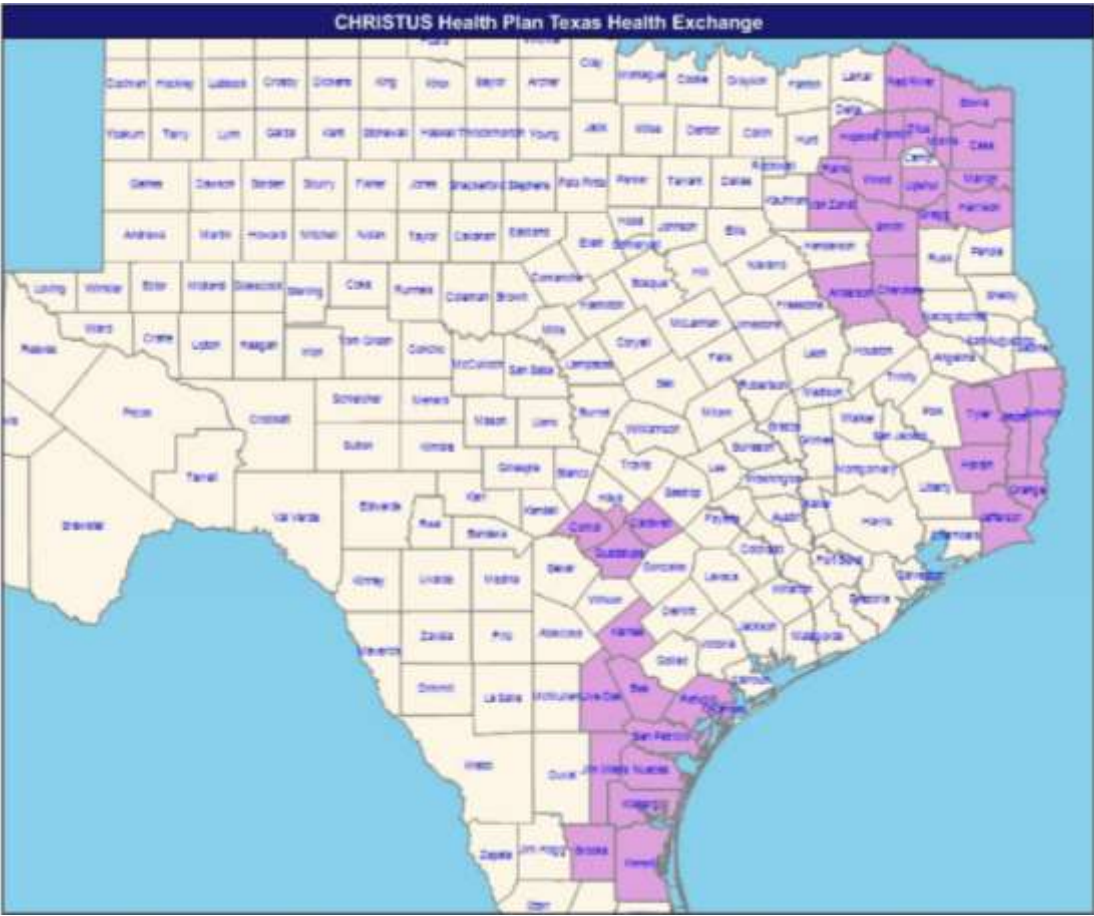 CHRISTUS Health Plan Texas Health Exchange
Clay Montague Cooke Grayson Fannin Lamar Red River
Cochran Hockley Lubbock Crosby Dickens King Knox Baylor Archer Bowie
Delta
Yoakum Terry Lynn Garza Kent Stonewall Haskell Throckmorton Young Jack Wise Denton Collin Hunt Hopkins Cass
Rockwall
Gaines Dawson Borden Scurry Fisher Jones Shackelford Stephens Palo Pinto Parker Tarrant Dallas Rains Wood Upshur Marion
Kaufman Van Zandt Gregg Harrison
Andrews Martin Howard Mitchell Nolan Taylor Callahan Eastland Erath Hood Somervell Johnson Ellis Smith
Henderson Rusk Panola
Loving Winkler Ector Midland Glasscock Sterling Coke Runnels Coleman Brown Comanche Hamilton Bosque Hill Navarro Anderson Cherokee Shelby
Freestone Nacogdoches
Ward Crane Upton Reagan Irion Tom Green Concho McCulloch San Saba Mills Lampasas Coryell McLennan Limestone Leon Houston Angelina San Augustine Sabine
Reeves Falls Trinity
Pecos Crockett Schleicher Menard Mason Llano Burnet Bell Milam Robertson Madison Walker Polk Tyler Jasper Newton
Terrell Sutton Kimble Gillespie Blanco Williamson Travis Burleson Brazos Grimes San Jacinto Montgomery Hardin
Lee Washington Liberty Orange
Brewster Val Verde Edwards Real Kerr Bandera Kendall Hays Comal Caldwell Bastrop Fayette Austin Waller Harris Chambers Jefferson
Guadalupe Gonzales Colorado Fort Bend Galveston
Kinney Uvalde Medina Bexar Wilson Lavaca Wharton Brazoria
DeWitt
Maverick Zavala Frio Atascosa Karnes Goliad Victoria Jackson Matagorda
Dimmit La Salle McMullen Live Oak Bee Refugio Calhoun
Aransas
San Patricio
Webb Duval Jim Wells Nueces
Kleberg
Zapata Jim Hogg Brooks Kenedy
Starr